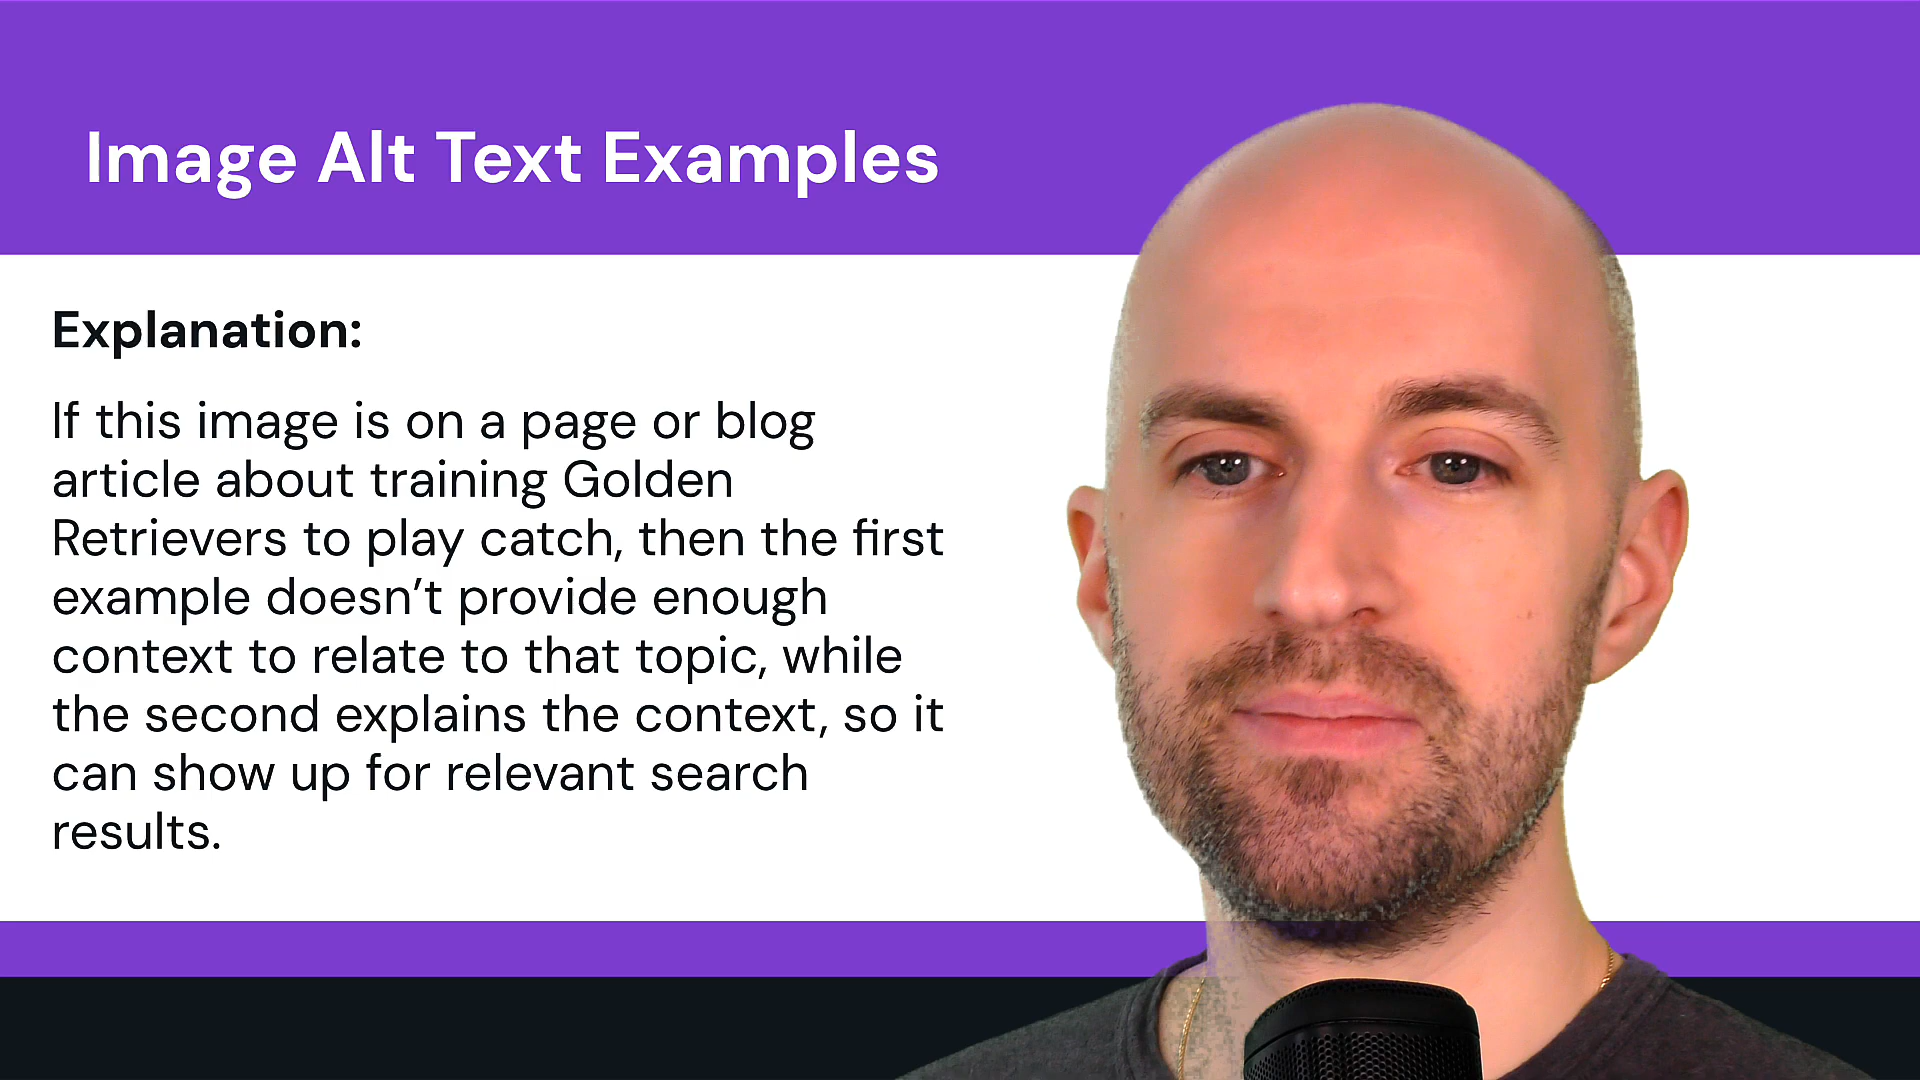 Image Alt Text Examples
Explanation:
If this image is on a page or blog
article about training Golden
Retrievers to play catch, then the first
example doesn’t provide enough
context to relate to that topic, while
the second explains the context, so it
can show up for relevant search
results.